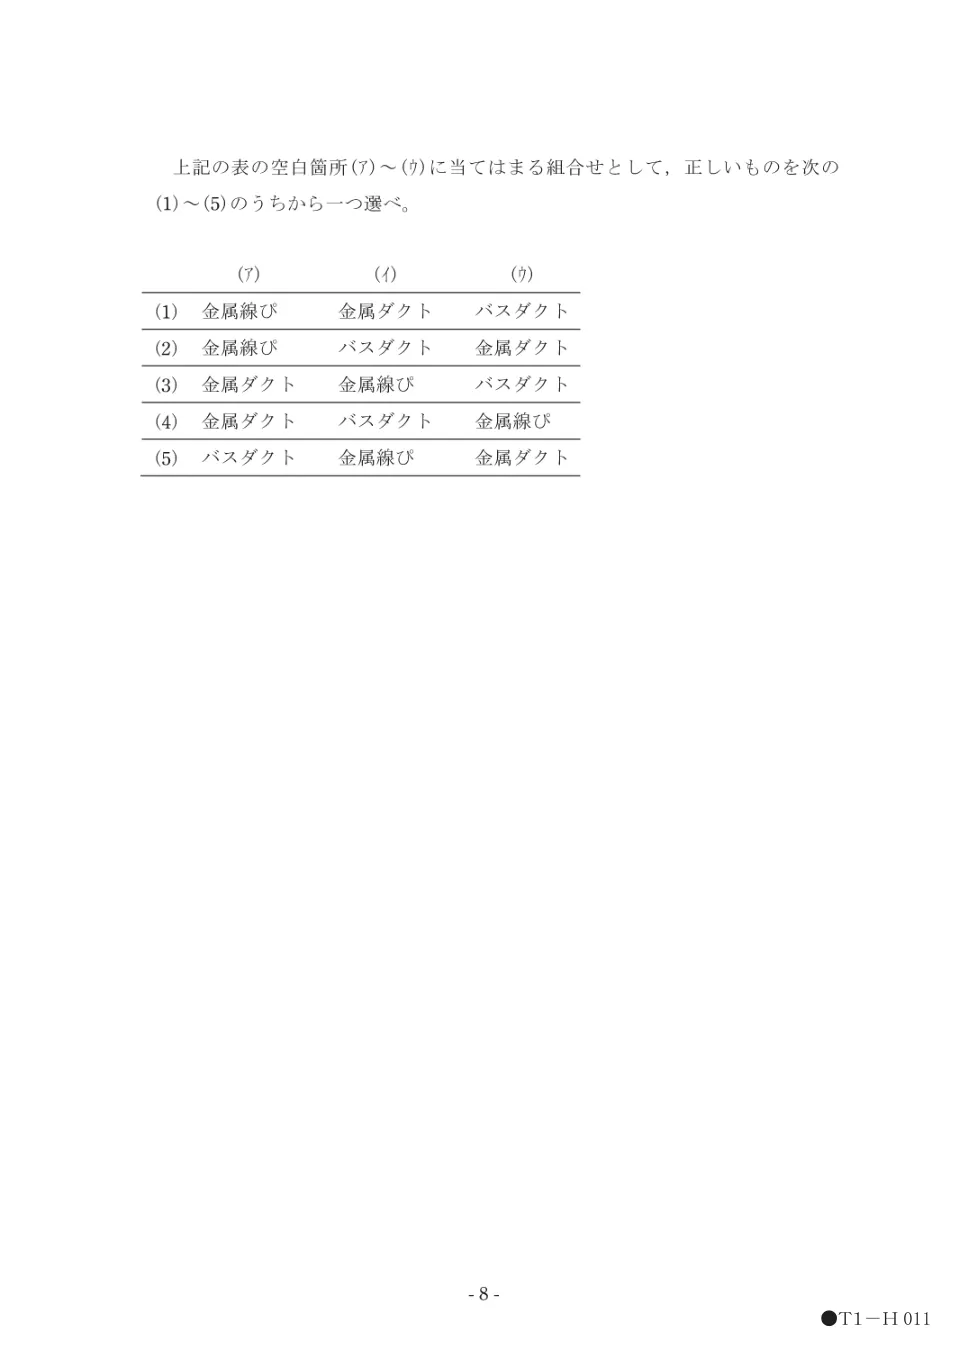 上記の表の空白箇所(ｱ)～(ｳ)に当てはまる組合せとして，正しいものを次の
(1)～(5)のうちから一つ選べ。
(ｱ) (ｲ) (ｳ)
(1) 金属線ぴ 金属ダクト バスダクト
(2) 金属線ぴ バスダクト 金属ダクト
(3) 金属ダクト 金属線ぴ バスダクト
(4) 金属ダクト バスダクト 金属線ぴ
(5) バスダクト 金属線ぴ 金属ダクト
- 8 -
●T1－H 011